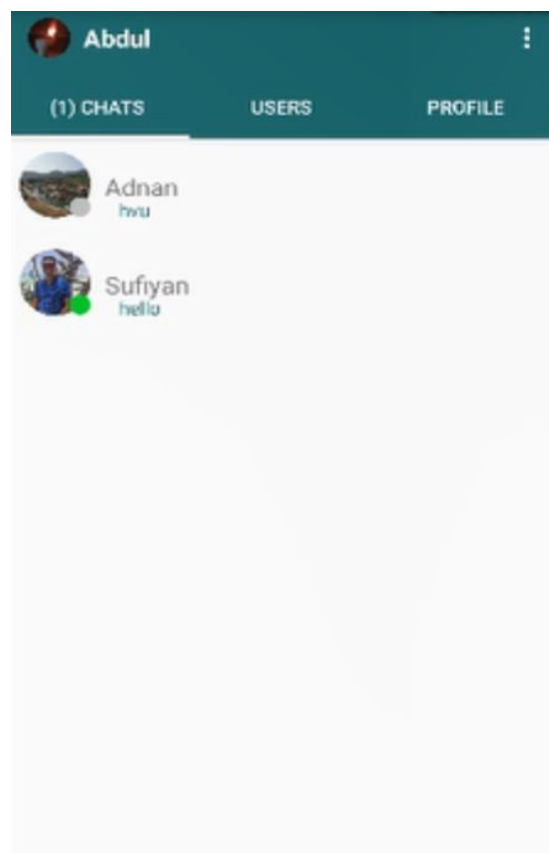 Abdul
(1) CHATS USERS PROFILE
Adnan
hvu
Sufiyan
hello